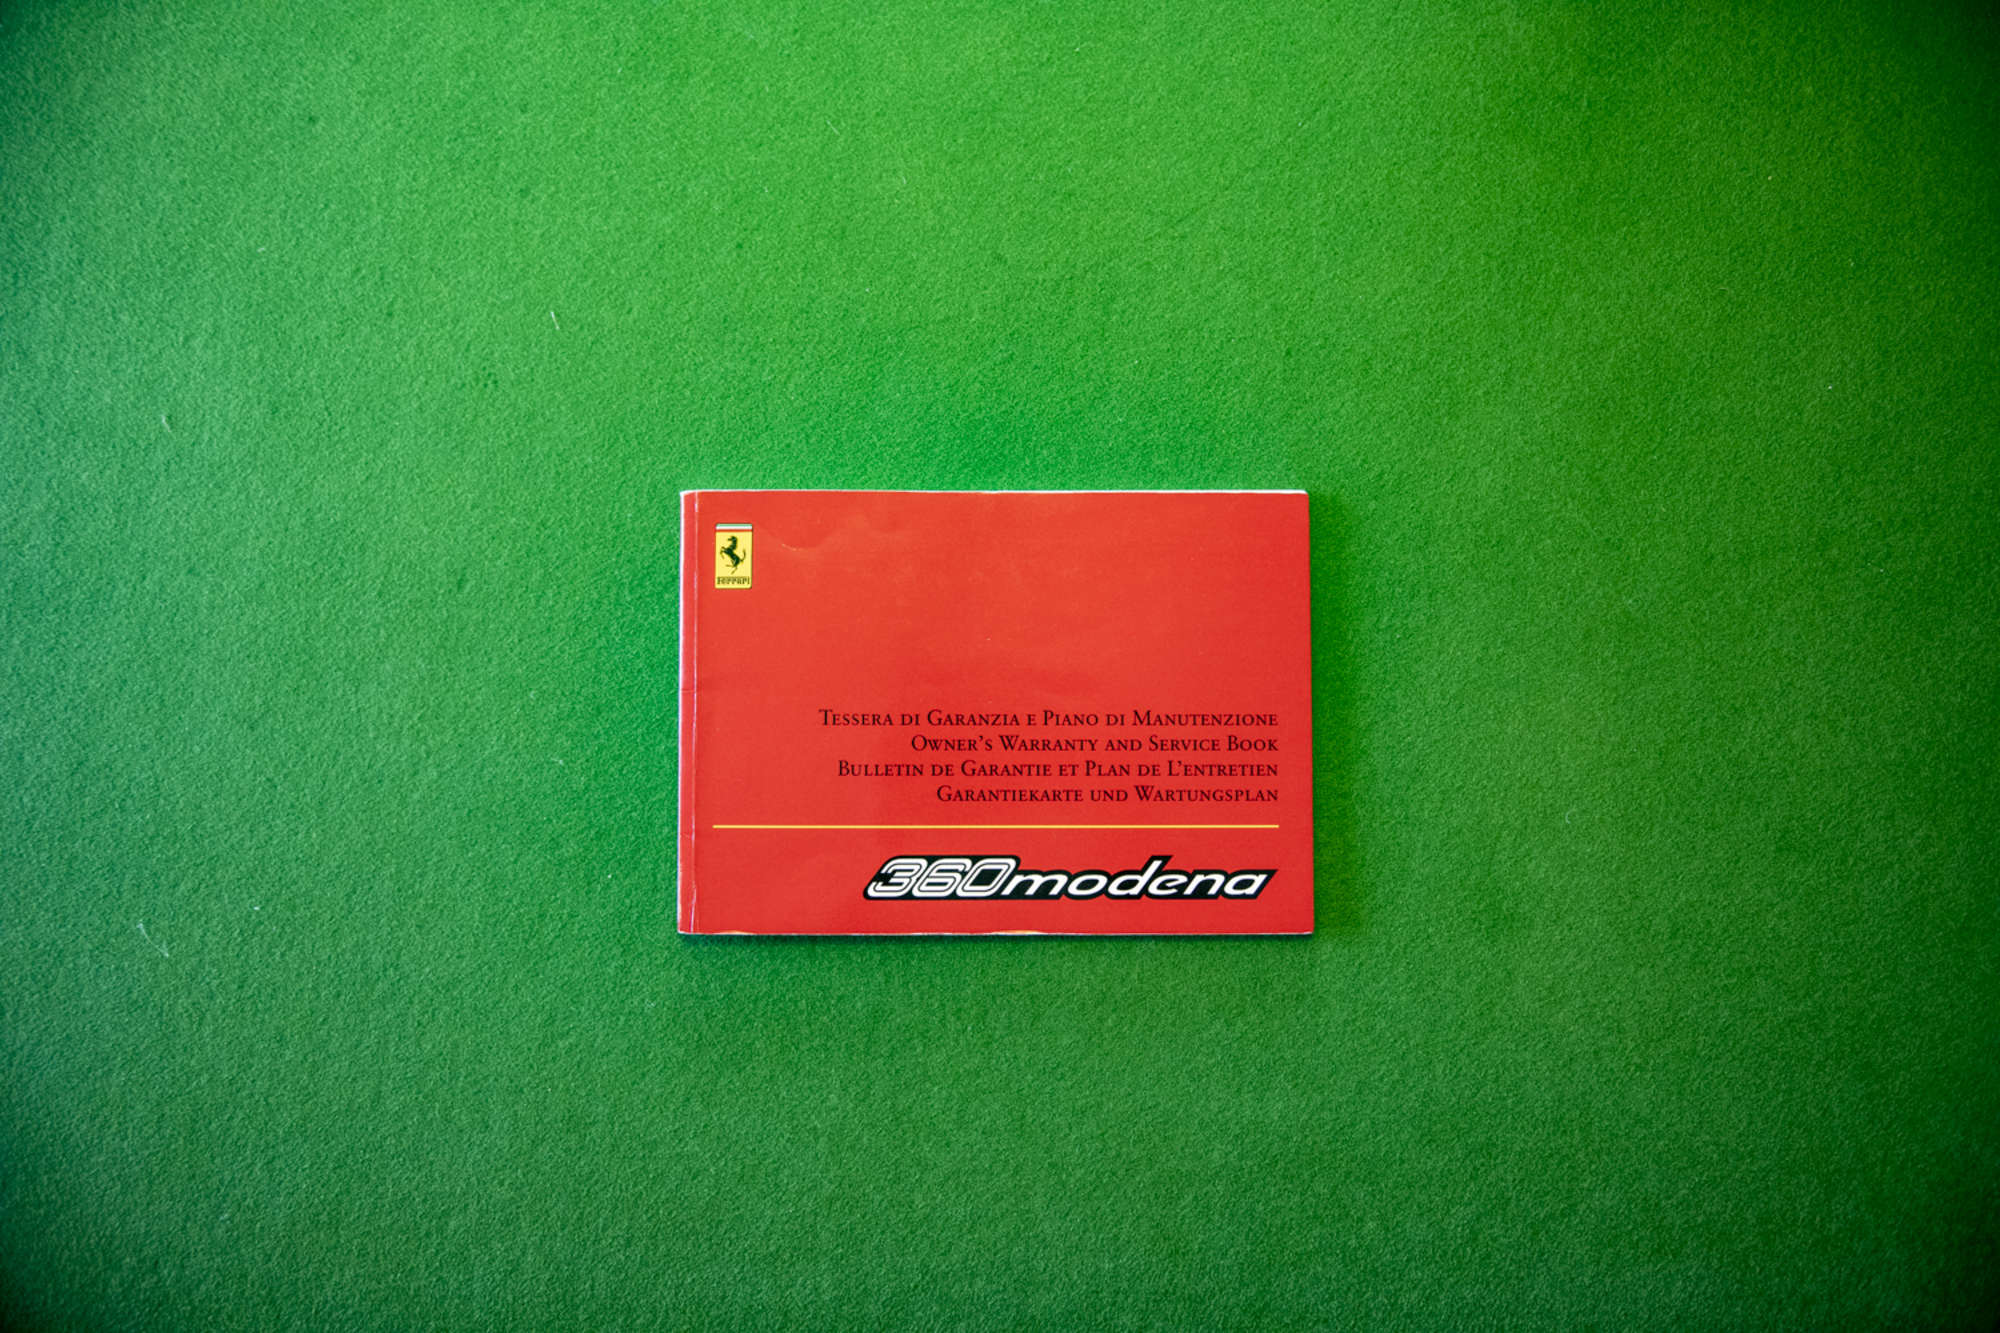 Ferrari
Tessera di Garanzia e Piano di Manutenzione
Owner's Warranty and Service Book
Bulletin de Garantie et Plan de L'entretien
Garantiekarte und Wartungsplan
360modena